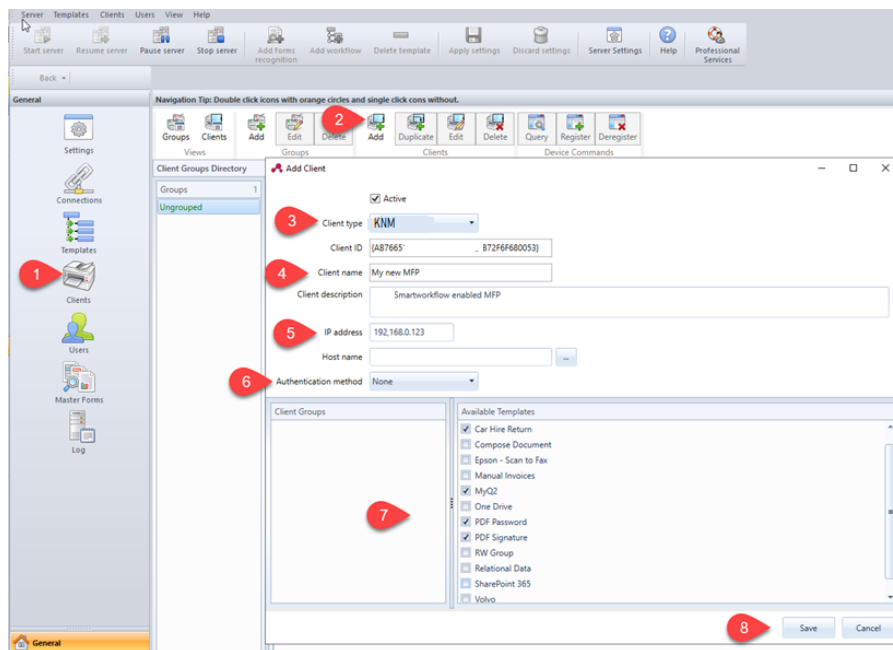 Server Templates Clients Users View Help
Start server Resume server Pause server Stop server Add forms recognition Add workflow Delete template Apply settings Discard settings Server Settings Help Professional Services
Back
General
Navigation Tip: Double click icons with orange circles and single click cons without.
Groups Clients Add Edit Delete 2 Add Duplicate Edit Delete Query Register Deregister
Views Groups Clients Device Commands
Settings
Connections
Templates
1
Clients
Users
Master Forms
Log
General
Client Groups Directory
Groups 1
Ungrouped
Add Client
Active
3 Client type KNM
Client ID {AB7665' _ B72F6F680053}
4 Client name My new MFP
Client description Smartworkflow enabled MFP
5 IP address 192,168.0.123
Host name ...
6 Authentication method None
Client Groups
7
Available Templates
Car Hire Return
Compose Document
Epson - Scan to Fax
Manual Invoices
MyQ2
One Drive
PDF Password
PDF Signature
RW Group
Relational Data
SharePoint 365
Volvo
8 Save Cancel